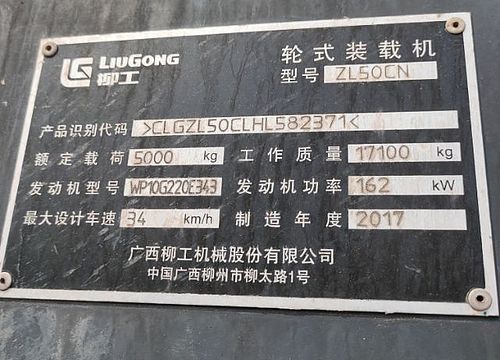 LIUGONG 轮式装载机
柳工 型号 ZL50CN
产品识别代码 >CLGZL50CLHL582371<
额定载荷 5000 kg 工作质量 17100 kg
发动机型号 WP10G220E343 发动机功率 162 kW
最大设计车速 34 km/h 制造年度 2017
广西柳工机械股份有限公司
中国广西柳州市柳太路1号